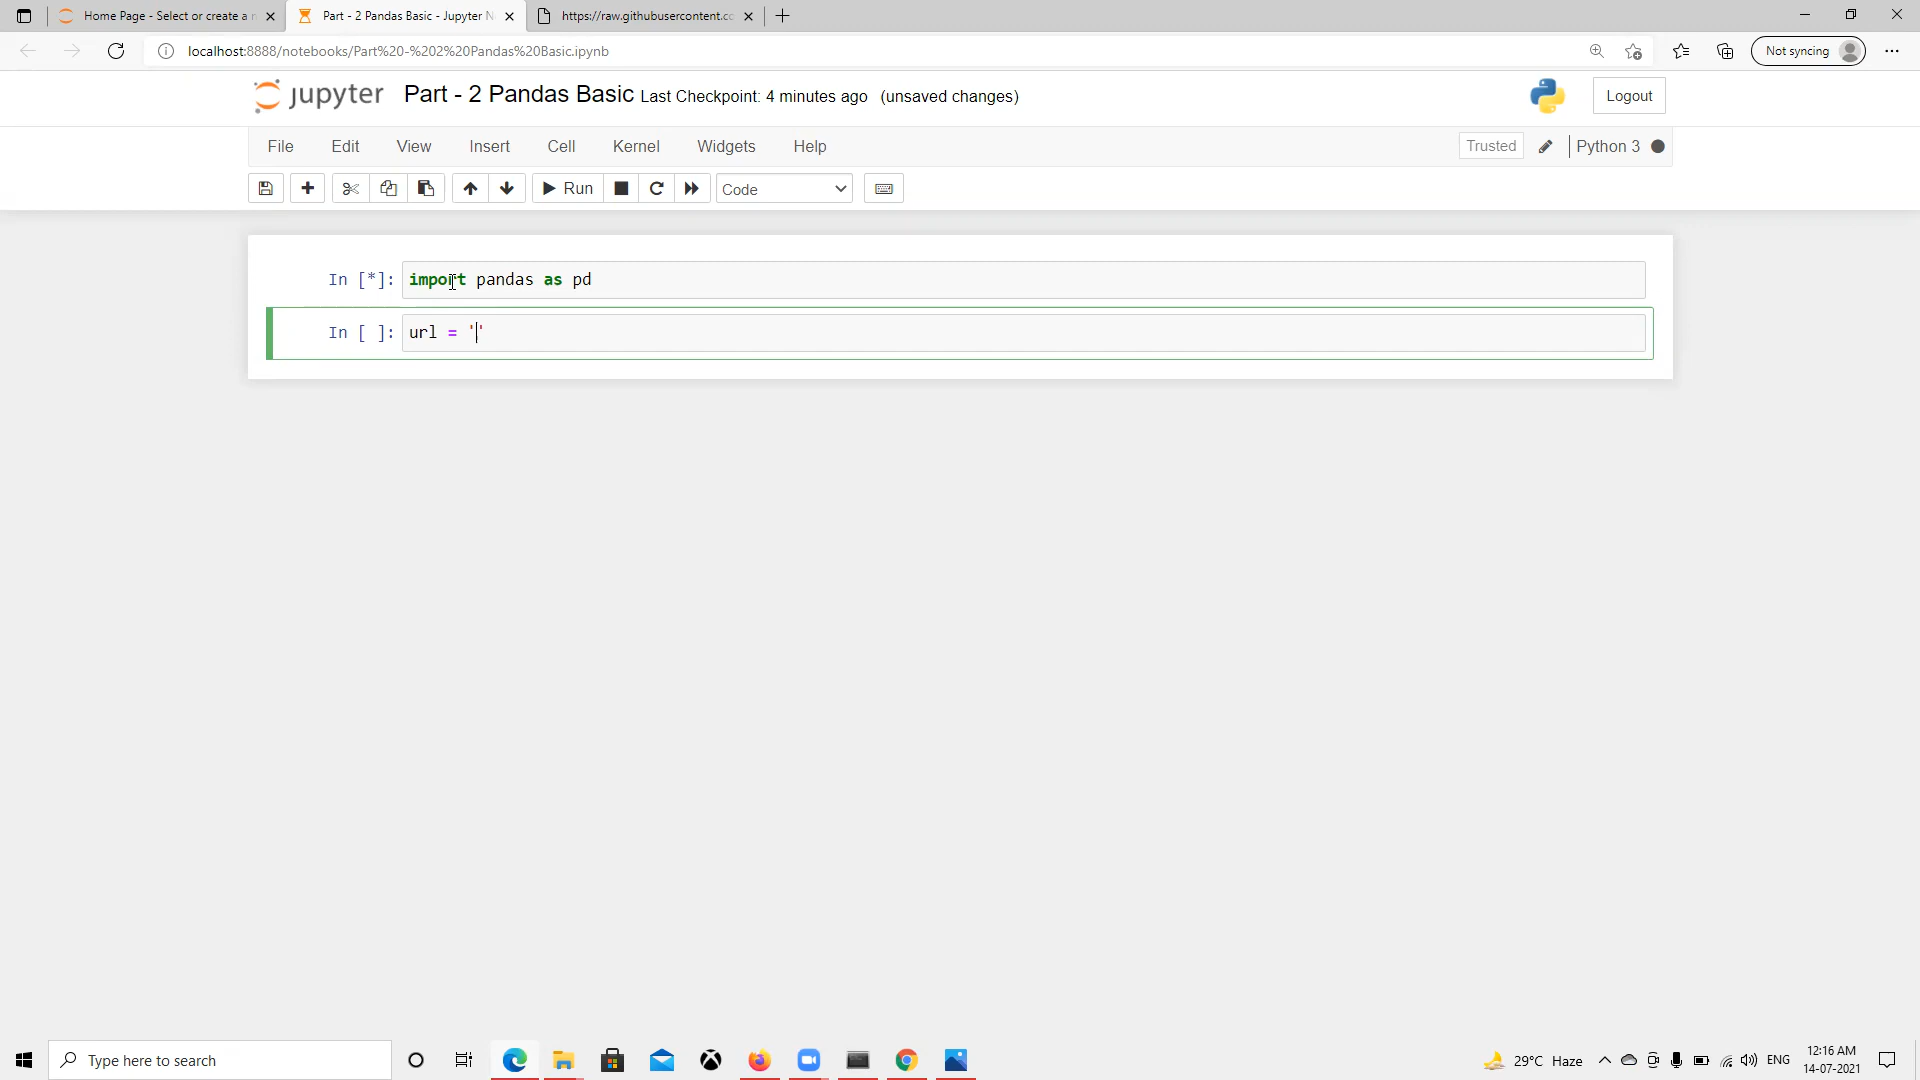 Home Page - Select or create a n
Part - 2 Pandas Basic - Jupyter N
https://raw.githubusercontent.cc
localhost:8888/notebooks/Part%20-%202%20Pandas%20Basic.ipynb
Not syncing
jupyter
Part - 2 Pandas Basic Last Checkpoint: 4 minutes ago (unsaved changes)
Logout
File Edit View Insert Cell Kernel Widgets Help
Trusted
Python 3
Run
Code
In [*]: import pandas as pd
In [ ]: url = ''
Type here to search
29°C Haze
ENG
12:16 AM
14-07-2021